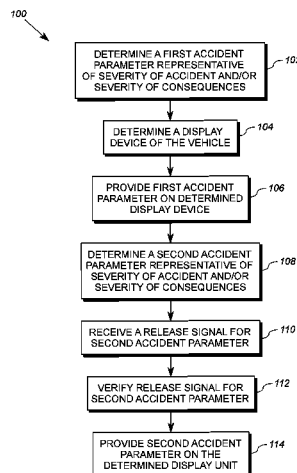 100
DETERMINE A FIRST ACCIDENT
PARAMETER REPRESENTATIVE
OF SEVERITY OF ACCIDENT AND/OR
SEVERITY OF CONSEQUENCES
DETERMINE A DISPLAY
DEVICE OF THE VEHICLE
104
PROVIDE FIRST ACCIDENT
PARAMETER ON DETERMINED
DISPLAY DEVICE
106
DETERMINE A SECOND ACCIDENT
PARAMETER REPRESENTATIVE OF
SEVERITY OF ACCIDENT AND/OR
SEVERITY OF CONSEQUENCES
108
RECEIVE A RELEASE SIGNAL FOR
SECOND ACCIDENT PARAMETER
110
VERIFY RELEASE SIGNAL FOR
SECOND ACCIDENT PARAMETER
112
PROVIDE SECOND ACCIDENT
PARAMETER ON THE
DETERMINED DISPLAY UNIT
114